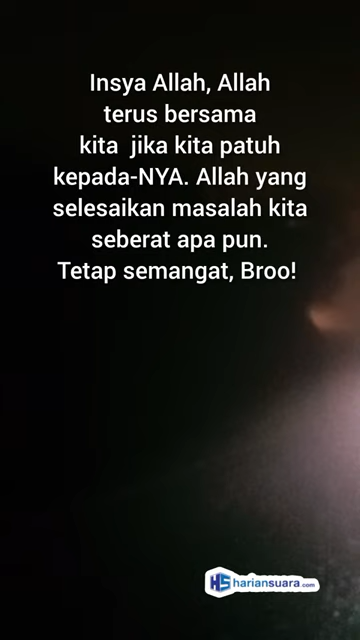 Insya Allah, Allah
terus bersama
kita  jika kita patuh
kepada-NYA. Allah yang
selesaikan masalah kita
seberat apa pun.
Tetap semangat, Broo!
HS hariansuara.com